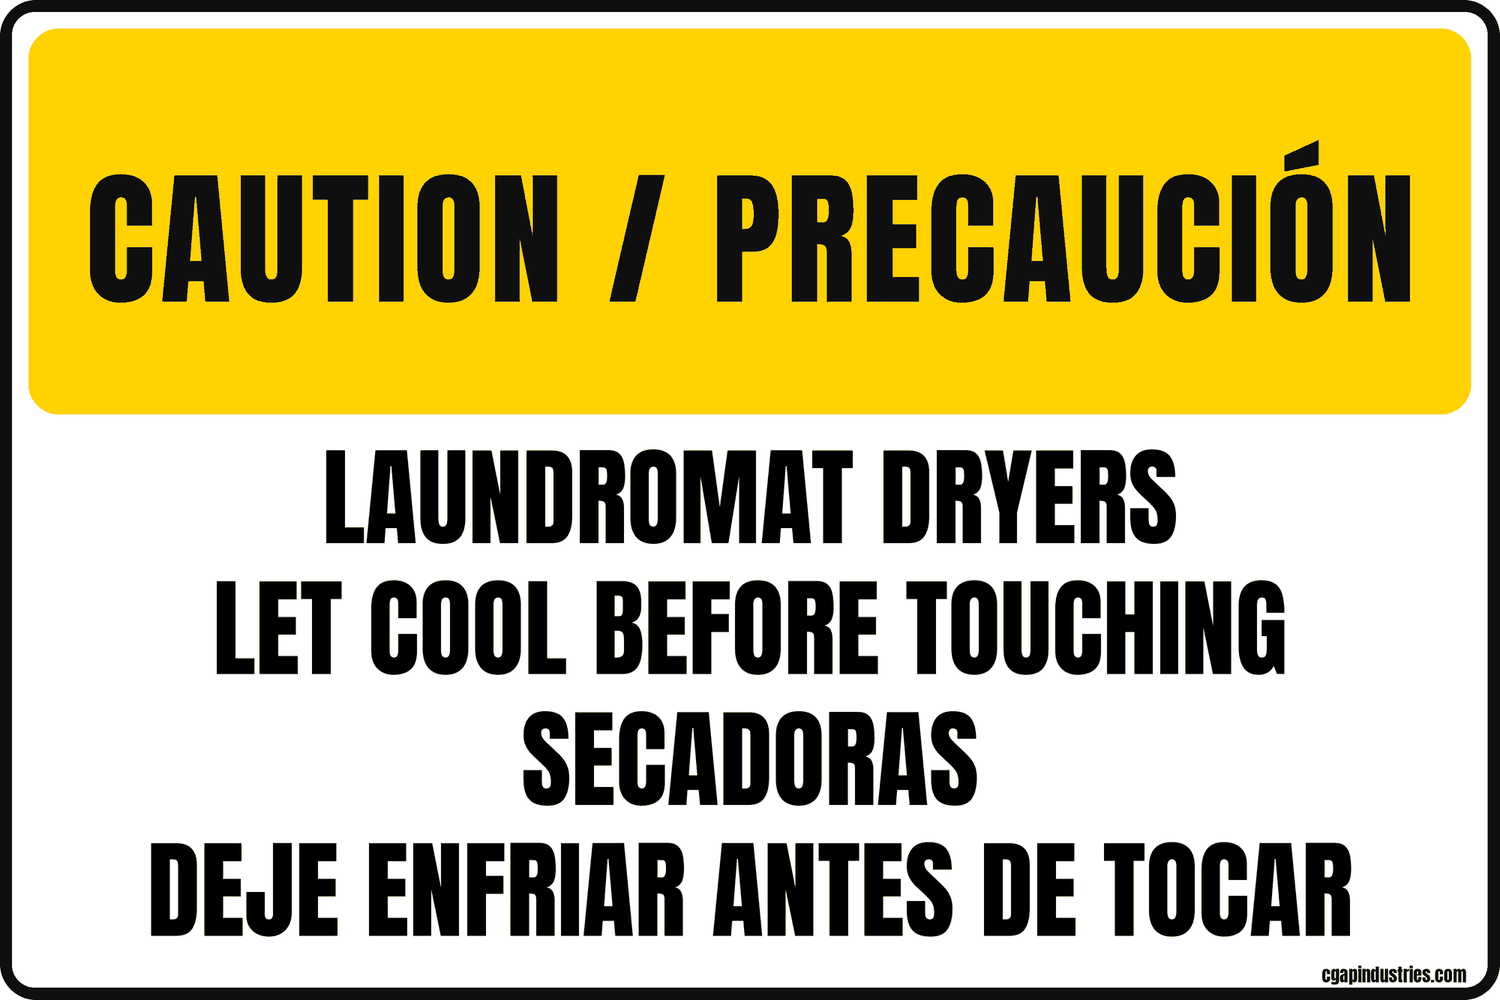 CAUTION / PRECAUCIÓN
LAUNDROMAT DRYERS
LET COOL BEFORE TOUCHING
SECADORAS
DEJE ENFRIAR ANTES DE TOCAR
cgapindustries.com